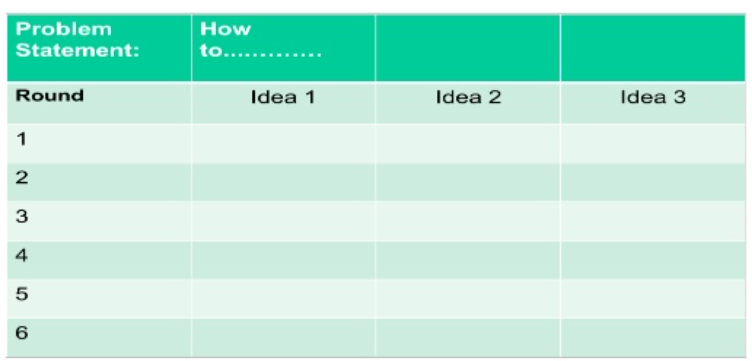 Problem How
Statement: to.............
Round Idea 1 Idea 2 Idea 3
1
2
3
4
5
6